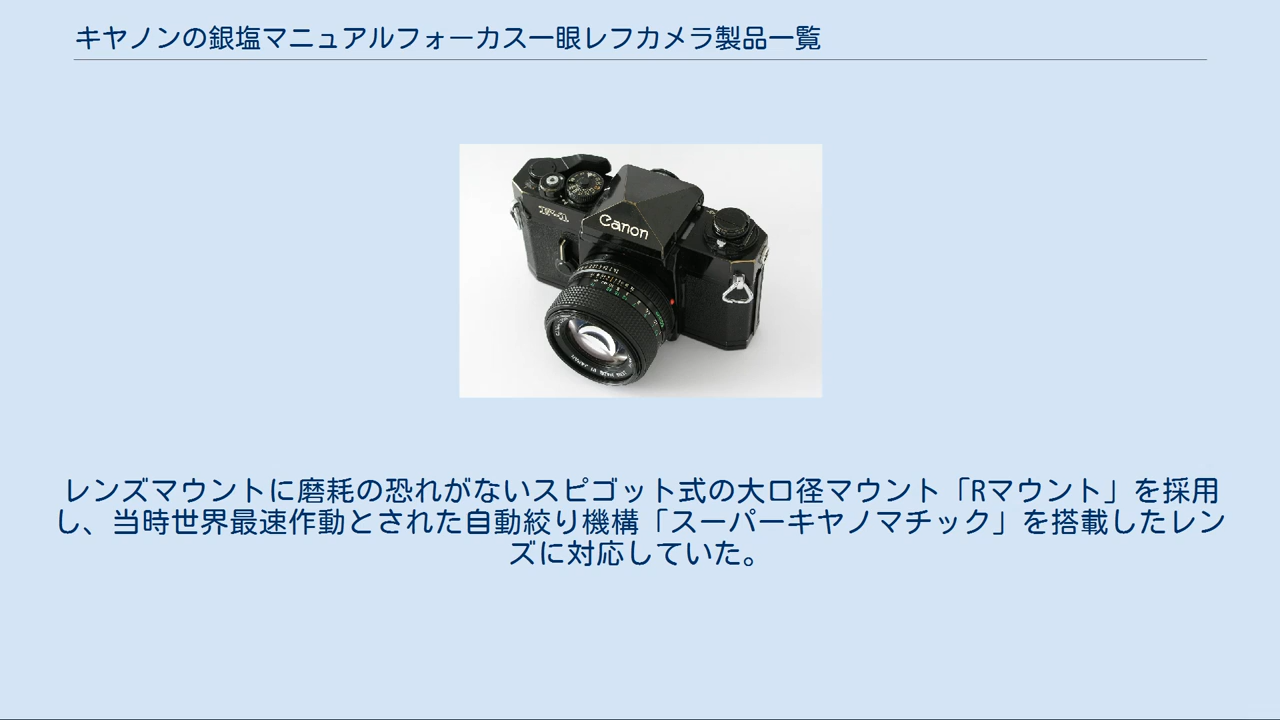 キヤノンの銀塩マニュアルフォーカス一眼レフカメラ製品一覧
F-1
Canon
レンズマウントに磨耗の恐れがないスピゴット式の大口径マウント「Rマウント」を採用
し、当時世界最速作動とされた自動絞り機構「スーパーキヤノマチック」を搭載したレン
ズに対応していた。